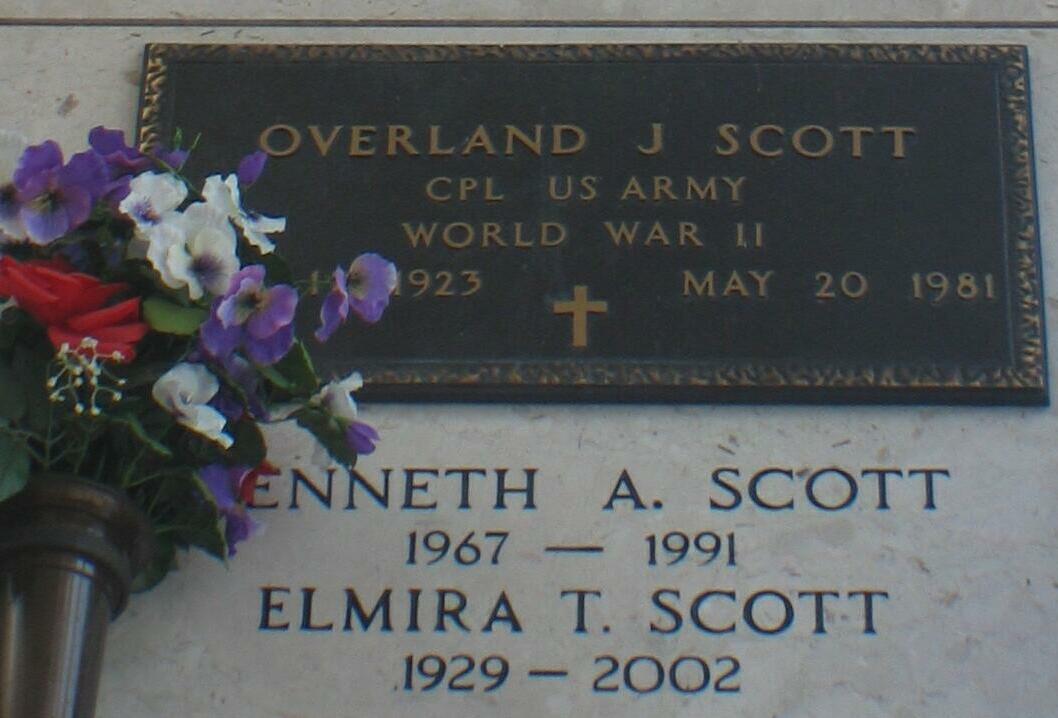 OVERLAND J SCOTT
CPL US ARMY
WORLD WAR II
1923 MAY 20 1981
ENNETH A. SCOTT
1967 — 1991
ELMIRA T. SCOTT
1929 — 2002